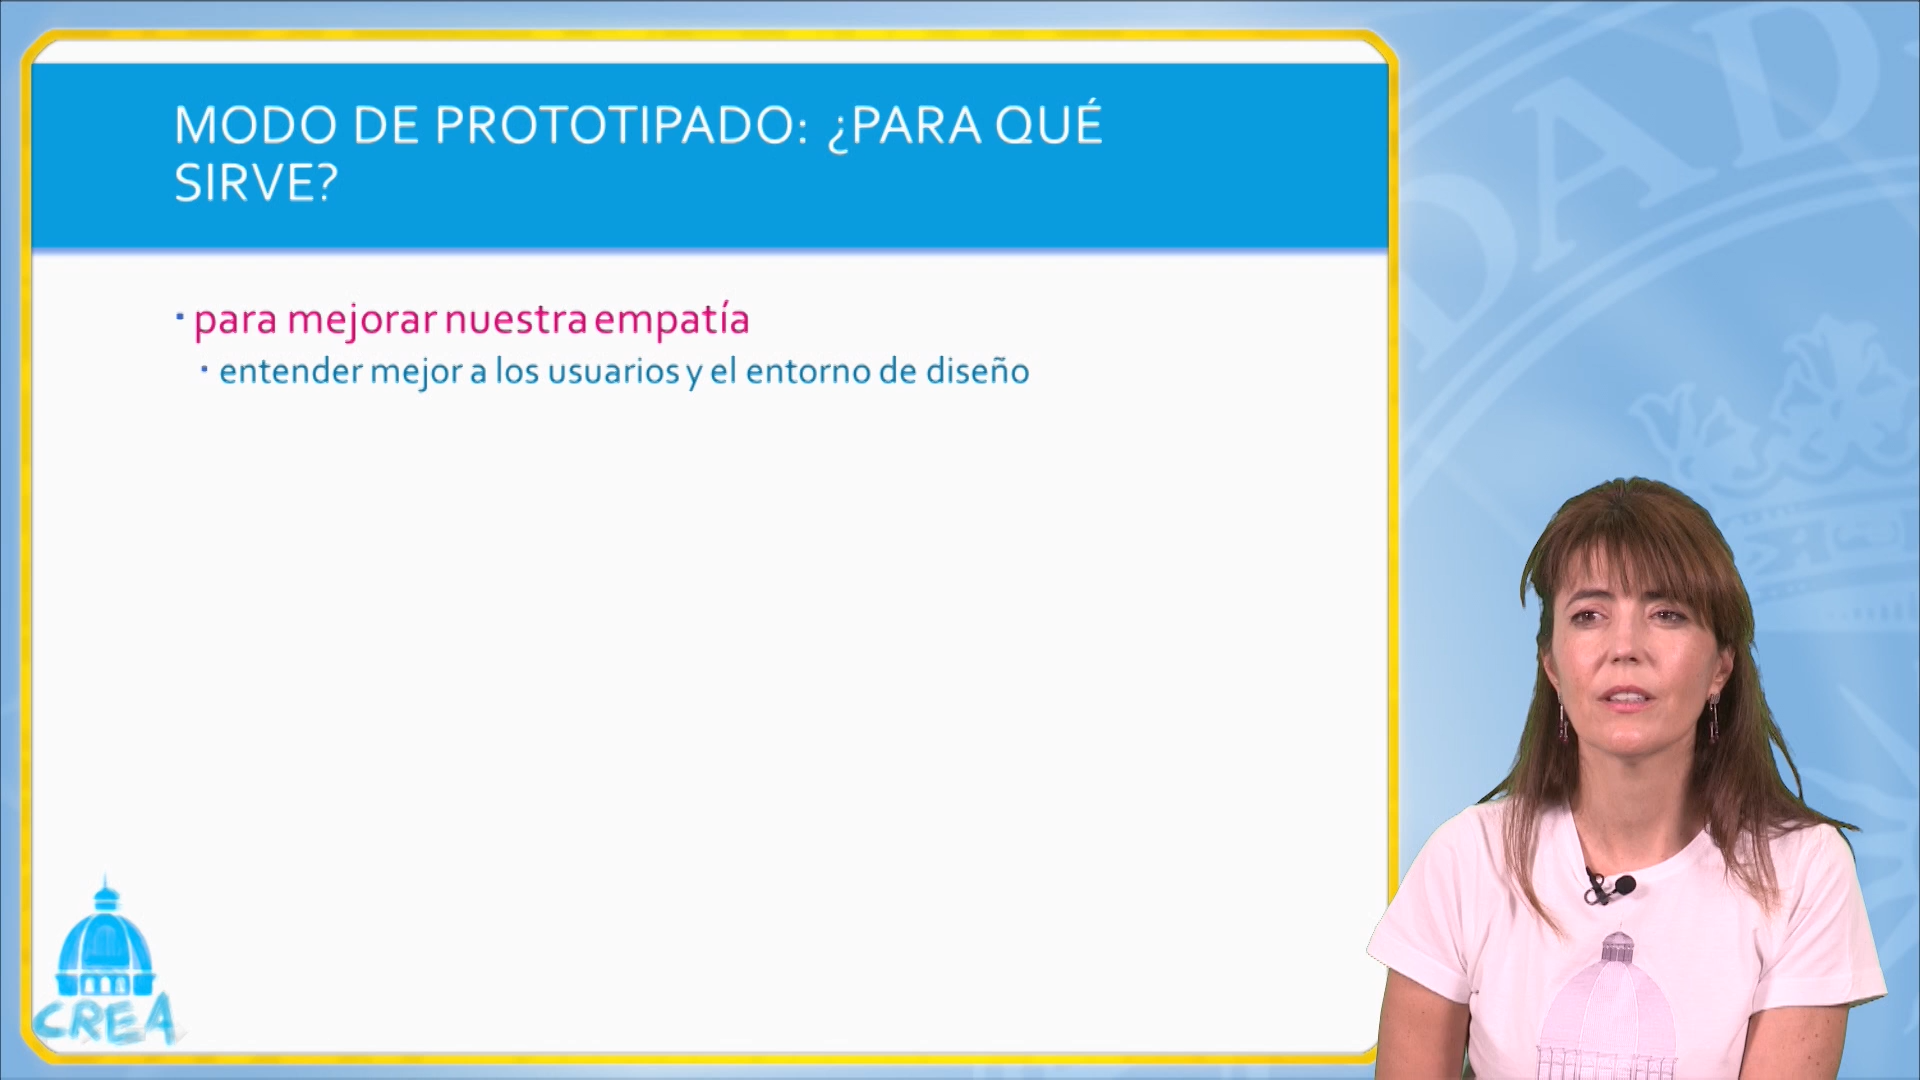 MODO DE PROTOTIPADO: ¿PARA QUÉ
SIRVE?
para mejorar nuestra empatía
entender mejor a los usuarios y el entorno de diseño
CREA
DAD